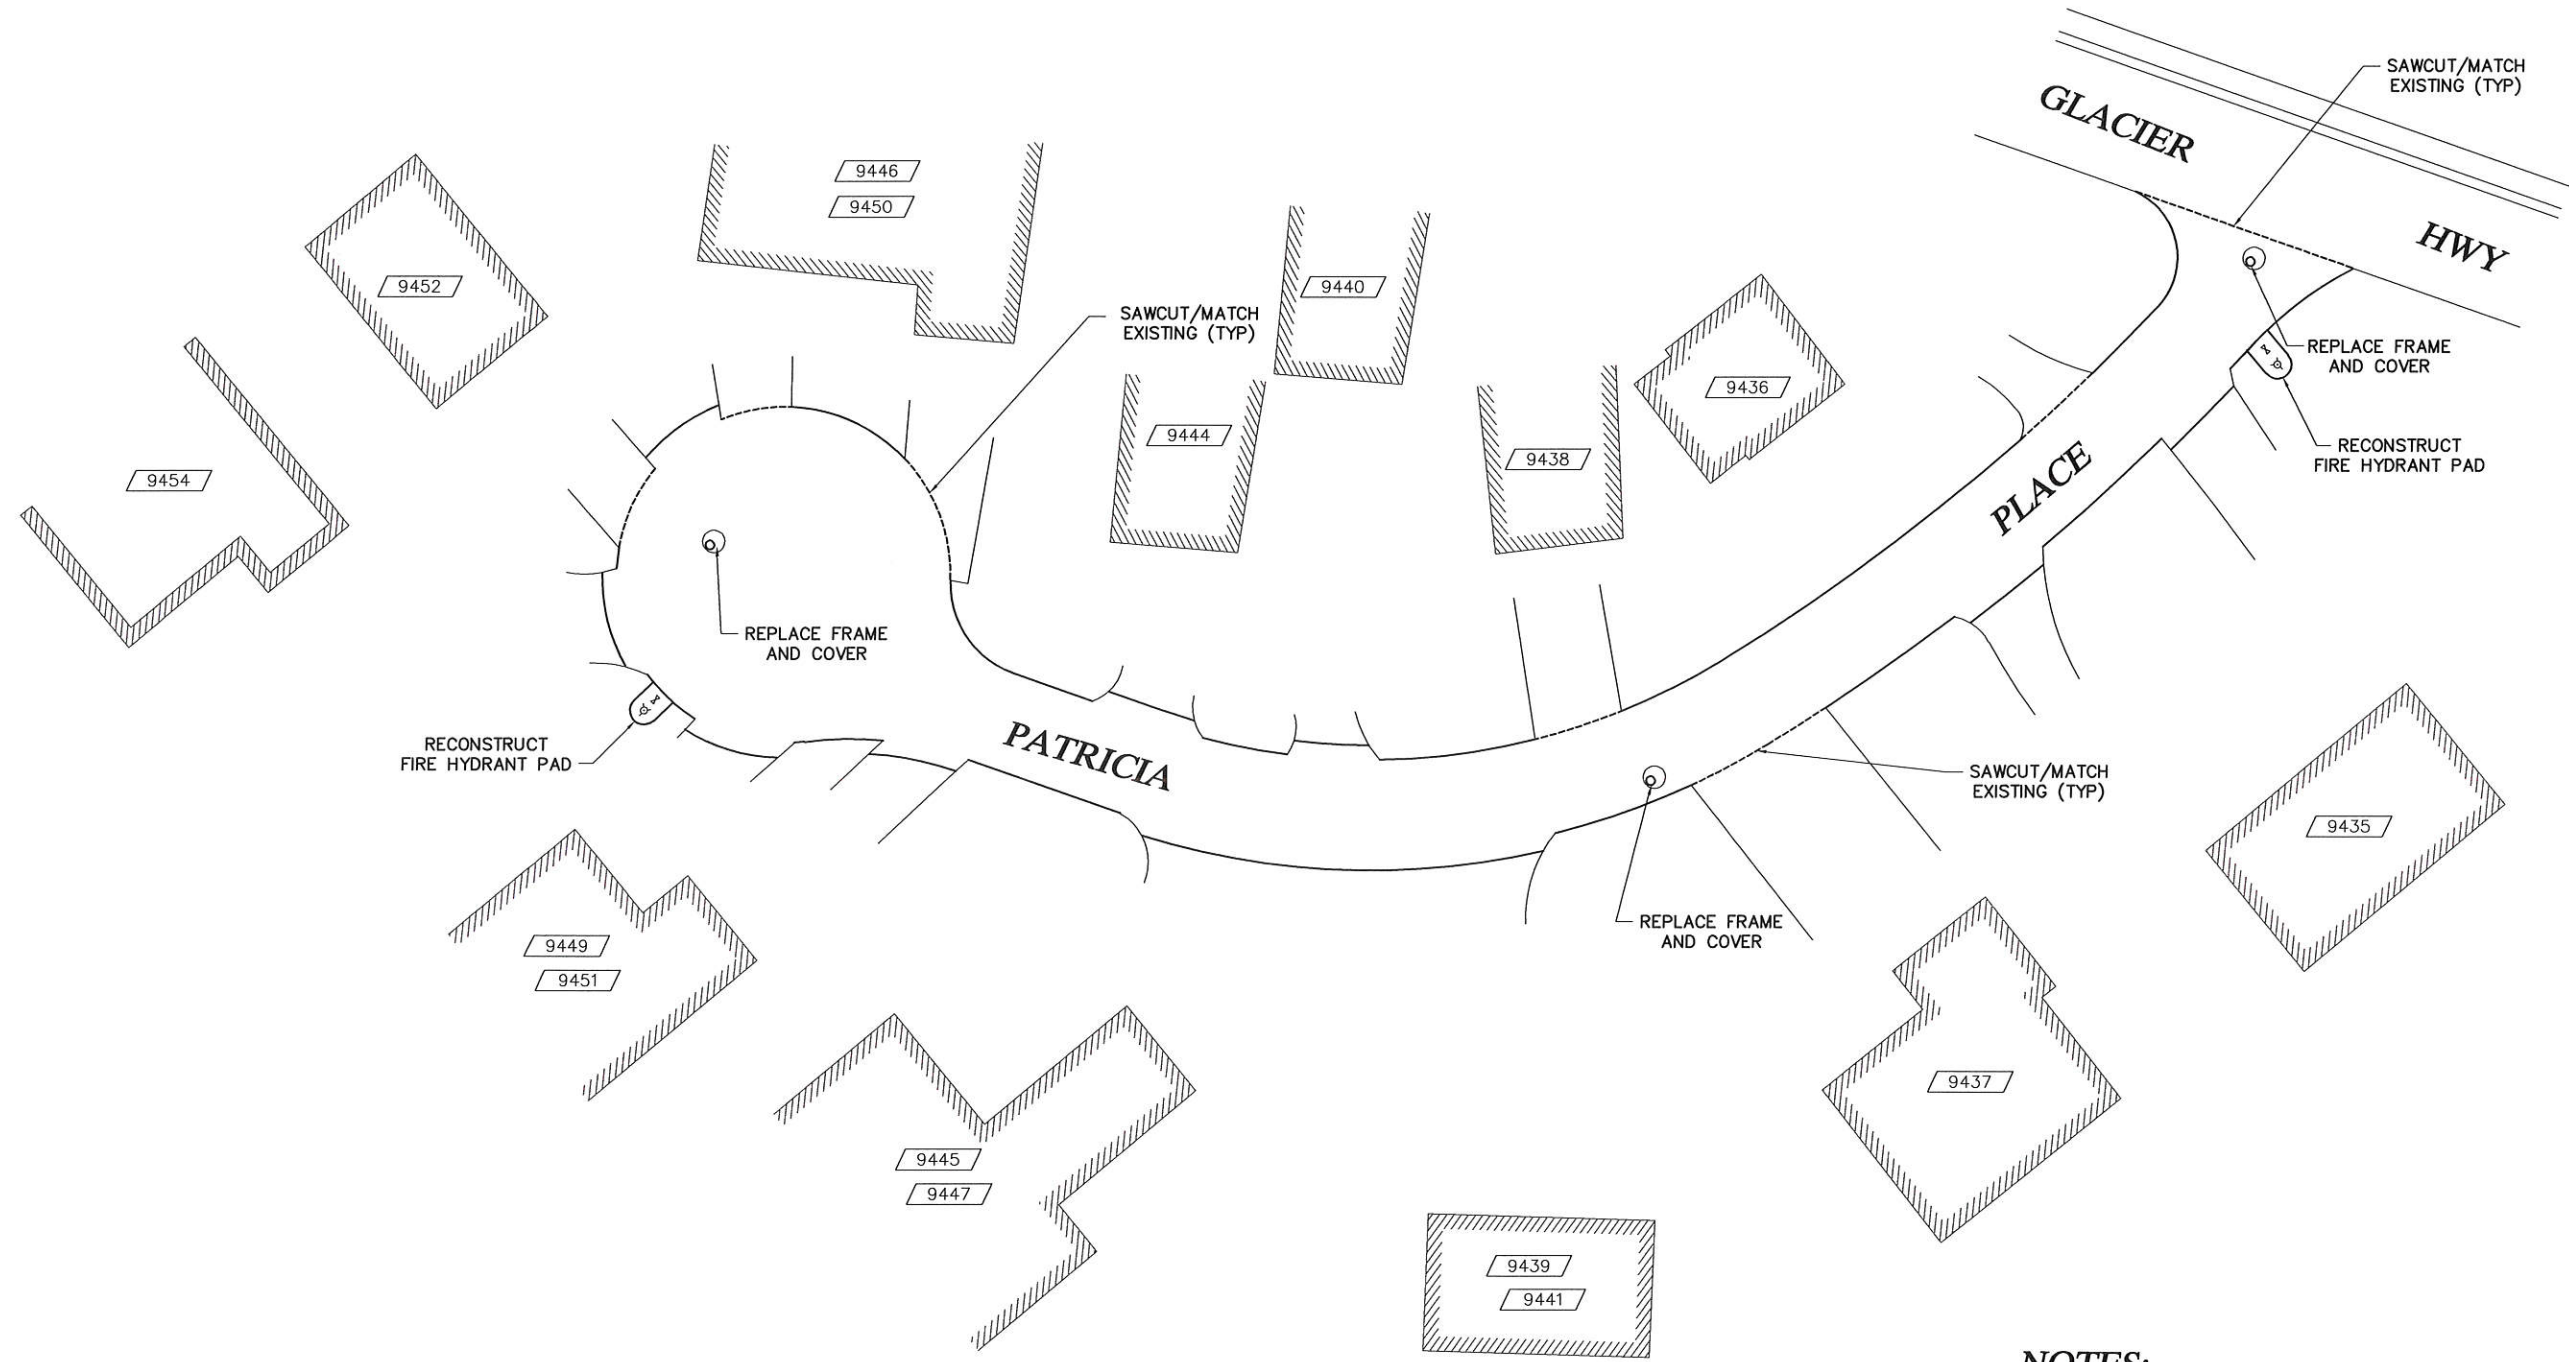 SAWCUT/MATCH
EXISTING (TYP)
GLACIER
HWY
9446
9450
9452
9440
SAWCUT/MATCH
EXISTING (TYP)
REPLACE FRAME
AND COVER
9436
9444
9438
RECONSTRUCT
FIRE HYDRANT PAD
9454
PLACE
REPLACE FRAME
AND COVER
RECONSTRUCT
FIRE HYDRANT PAD
PATRICIA
SAWCUT/MATCH
EXISTING (TYP)
9435
REPLACE FRAME
AND COVER
9449
9451
9437
9445
9447
9439
9441
NOTES: